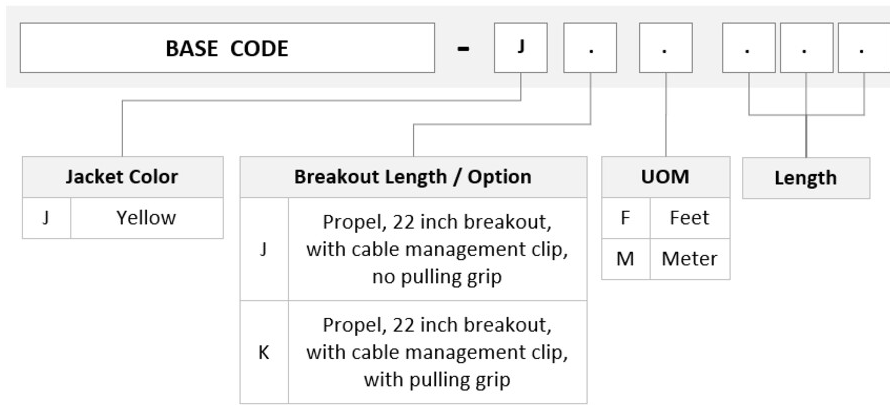 BASE CODE - J . . . . .
Jacket Color
J Yellow
Breakout Length / Option
J
Propel, 22 inch breakout,
with cable management clip,
no pulling grip
K
Propel, 22 inch breakout,
with cable management clip,
with pulling grip
UOM
F Feet
M Meter
Length